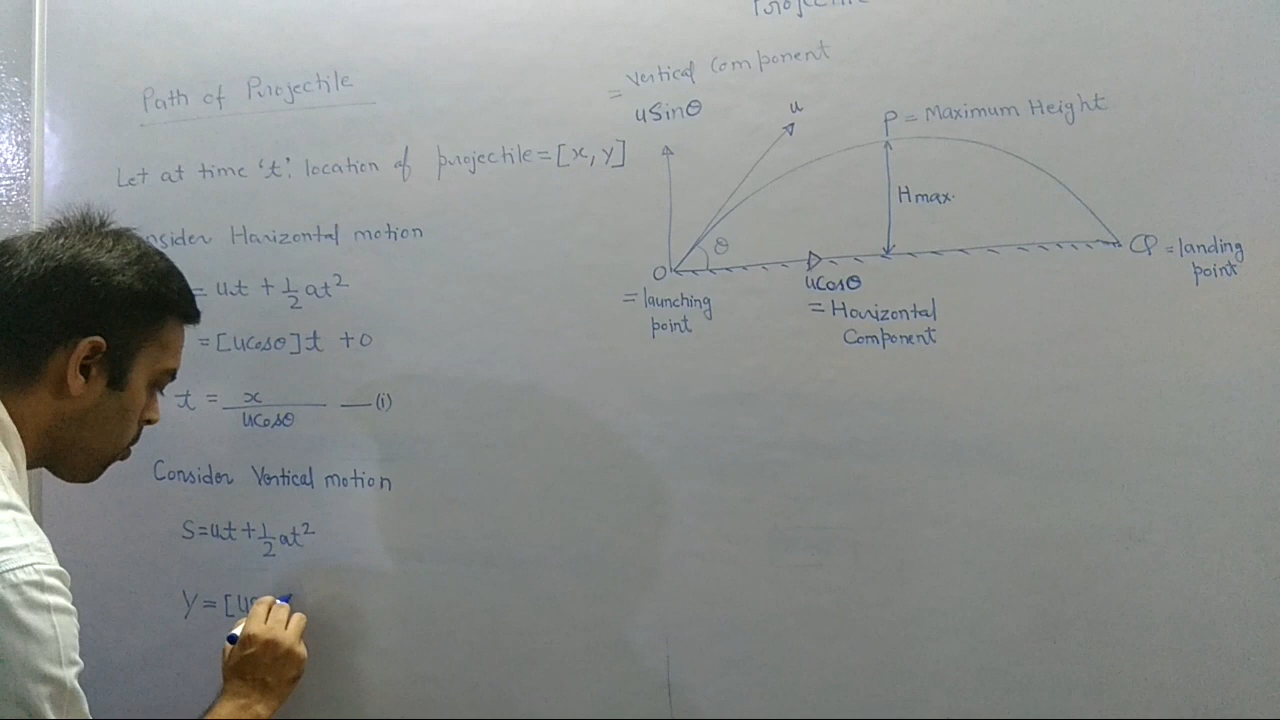 Path of Projectile
Let at time 't' location of projectile = [x, y]
Horizontal motion
= ut + 1/2 at²
= [ucosθ]t + 0
t = x/ucosθ —(i)
Consider Vertical motion
S=ut+1/2 at²
y = [u
= Vertical Component
usinθ
u
P = Maximum Height
Hmax.
θ
O
= launching
point
ucosθ
= Horizontal
Component
Q = landing
point